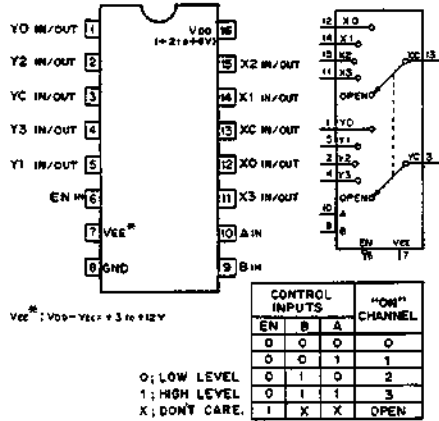 Y0 IN/OUT 1
Y2 IN/OUT 2
YC IN/OUT 3
Y3 IN/OUT 4
Y1 IN/OUT 5
EN IN 6
7 VEE*
8 GND
VDD 16
(+2 to +6V)
15 X2 IN/OUT
14 X1 IN/OUT
13 XC IN/OUT
12 X0 IN/OUT
11 X3 IN/OUT
10 A IN
9 B IN
12 X0
14 X1
15 X2
11 X3
OPEN
XC 13
1 Y0
5 Y1
2 Y2
4 Y3
OPEN
YC 3
10 A
9 B
EN VEE
7
VEE*; VDD-VEE= +3 to +12V
0; LOW LEVEL
1; HIGH LEVEL
X; DON'T CARE.
CONTROL INPUTS "ON" CHANNEL
EN B A
0 0 0 0
0 0 1 1
0 1 0 2
0 1 1 3
1 X X OPEN